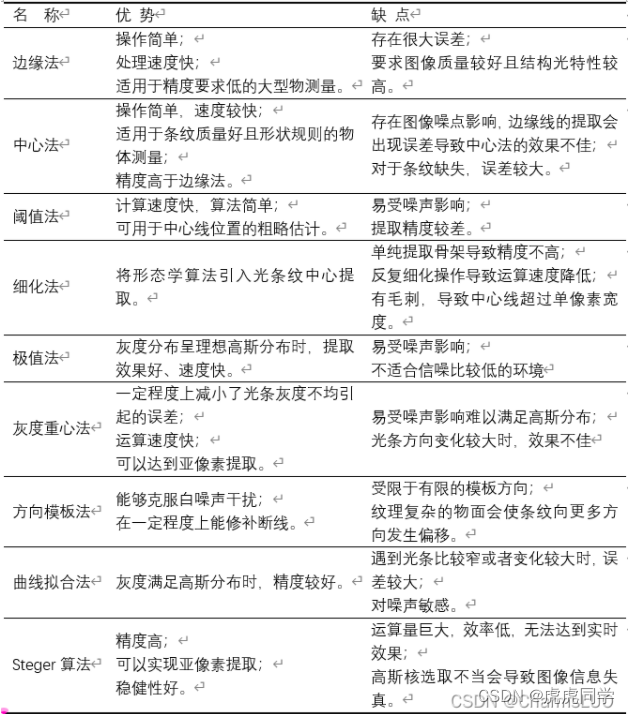 名 称 优 势 缺 点
边缘法 操作简单； 存在很大误差；
处理速度快； 要求图像质量较好且结构光特性较
适用于精度要求低的大型物测量。 高。
中心法 操作简单，速度较快； 存在图像噪点影响，边缘线的提取会
适用于条纹质量好且形状规则的物 出现误差导致中心法的效果不佳；
体测量； 对于条纹缺失，误差较大。
精度高于边缘法。
阈值法 计算速度快，算法简单； 易受噪声影响；
可用于中心线位置的粗略估计。 提取精度较差。
细化法 将形态学算法引入光条纹中心提 单纯提取骨架导致精度不高；
取。 反复细化操作导致运算速度降低；
有毛刺，导致中心线超过单像素宽
度。
极值法 灰度分布呈理想高斯分布时，提取 易受噪声影响；
效果好、速度快。 不适合信噪比较低的环境
灰度重心法 一定程度上减小了光条灰度不均引 易受噪声影响难以满足高斯分布；
起的误差； 光条方向变化较大时，效果不佳
运算速度快；
可以达到亚像素提取。
方向模板法 能够克服白噪声干扰； 受限于有限的模板方向；
在一定程度上能修补断线。 纹理复杂的物面会使条纹向更多方
向发生偏移。
曲线拟合法 灰度满足高斯分布时，精度较好。 遇到光条比较窄或者变化较大时，误
差较大；
对噪声敏感。
Steger 算法 精度高； 运算量巨大，效率低，无法达到实时
可以实现亚像素提取； 效果；
稳健性好。 高斯核选取不当会导致图像信息失
真。
CSDN @虎虎同学